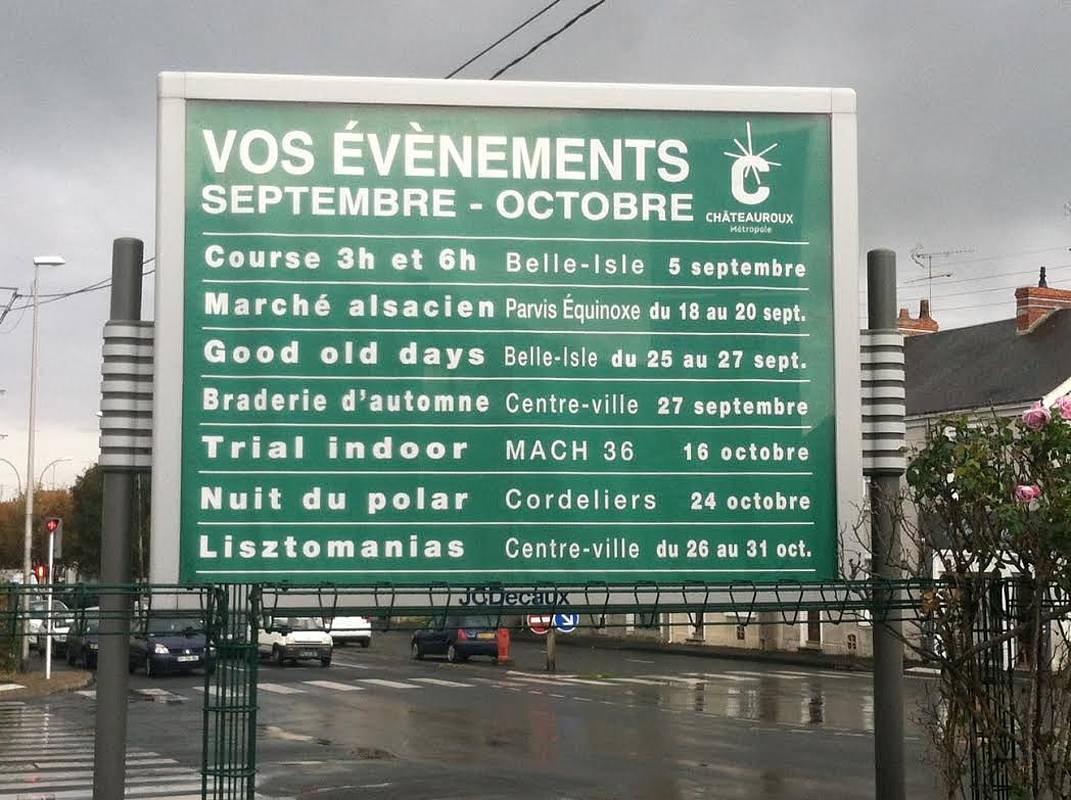 VOS ÉVÈNEMENTS
SEPTEMBRE - OCTOBRE
CHÂTEAUROUX
Métropole
Course 3h et 6h Belle-Isle 5 septembre
Marché alsacien Parvis Équinoxe du 18 au 20 sept.
Good old days Belle-Isle du 25 au 27 sept.
Braderie d'automne Centre-ville 27 septembre
Trial indoor MACH 36 16 octobre
Nuit du polar Cordeliers 24 octobre
Lisztomanias Centre-ville du 26 au 31 oct.
JCDecaux